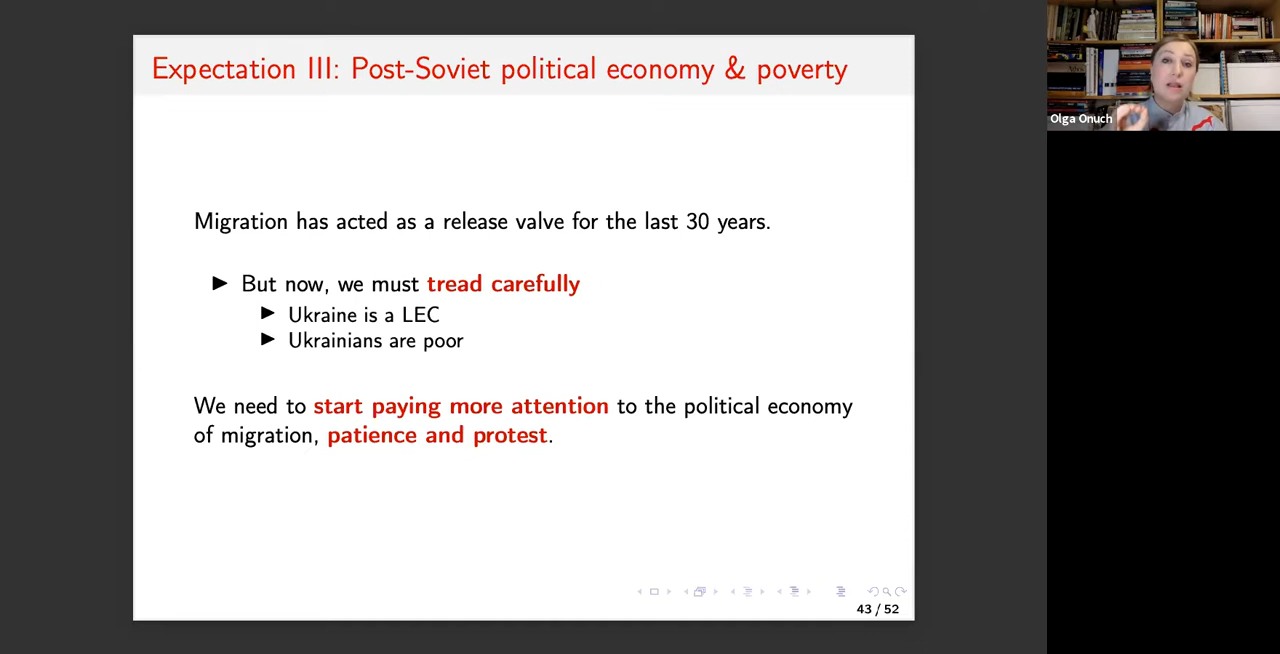 Expectation III: Post-Soviet political economy & poverty
Olga Onuch
Migration has acted as a release valve for the last 30 years.
▶ But now, we must tread carefully
▶ Ukraine is a LEC
▶ Ukrainians are poor
We need to start paying more attention to the political economy
of migration, patience and protest.
43 / 52